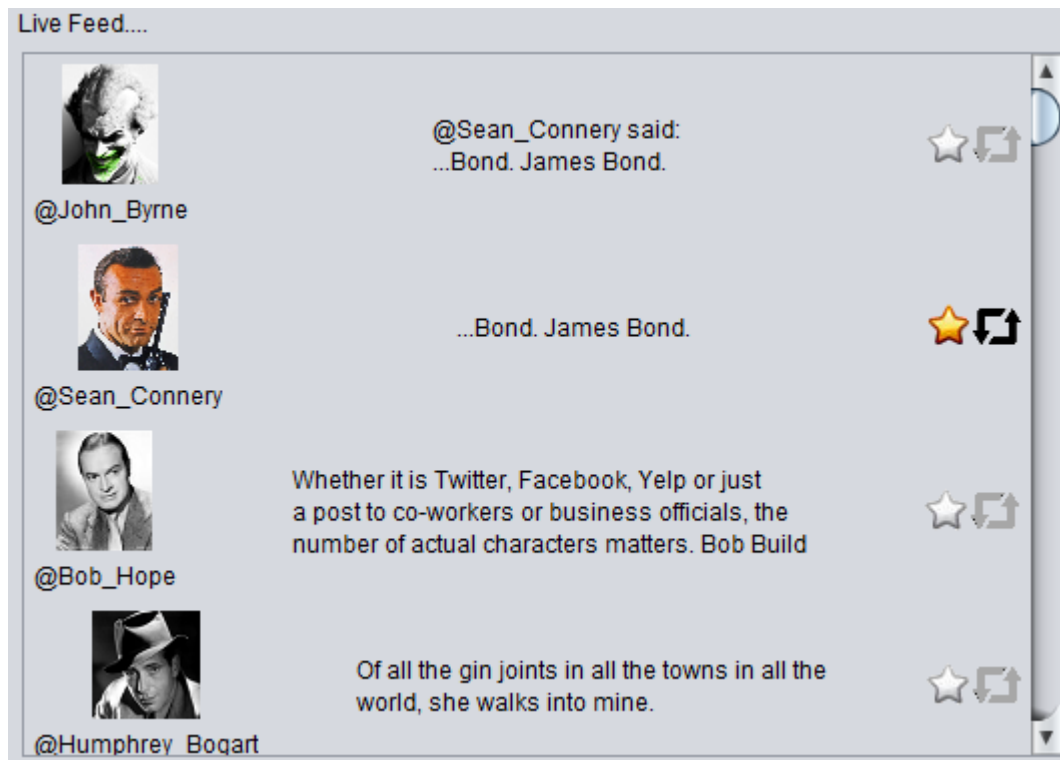 Live Feed....
@Sean_Connery said:
...Bond. James Bond.
@John_Byrne
...Bond. James Bond.
@Sean_Connery
Whether it is Twitter, Facebook, Yelp or just
a post to co-workers or business officials, the
number of actual characters matters. Bob Build
@Bob_Hope
Of all the gin joints in all the towns in all the
world, she walks into mine.
@Humphrey_Bogart